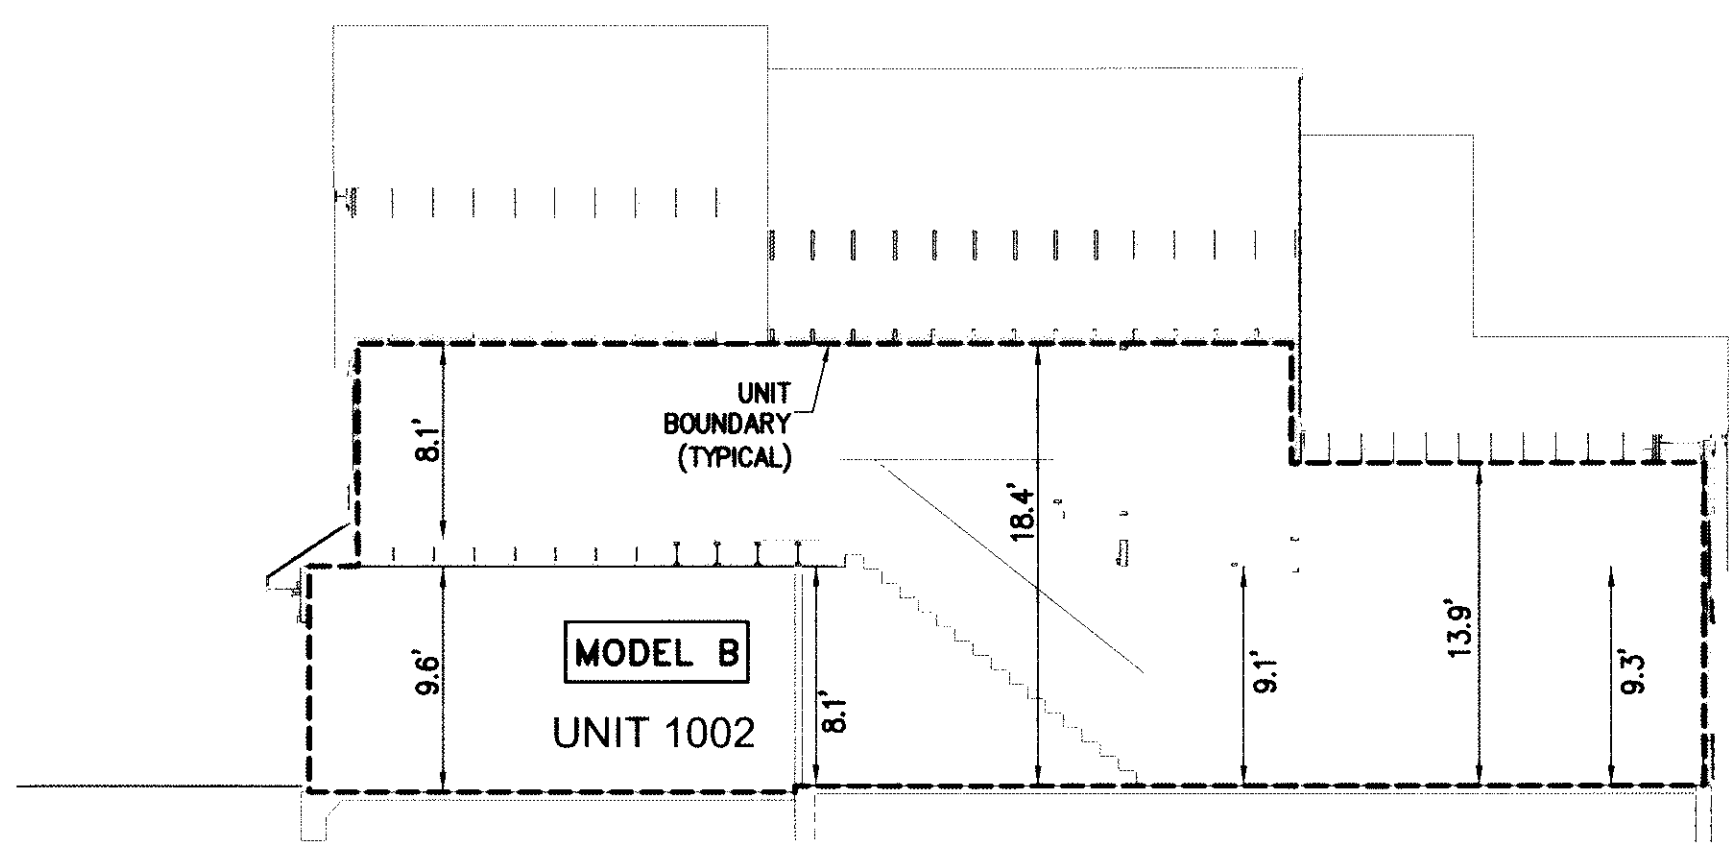 UNIT
BOUNDARY
(TYPICAL)
8.1'
18.4'
9.6'
MODEL B
UNIT 1002
8.1'
9.1'
13.9'
9.3'